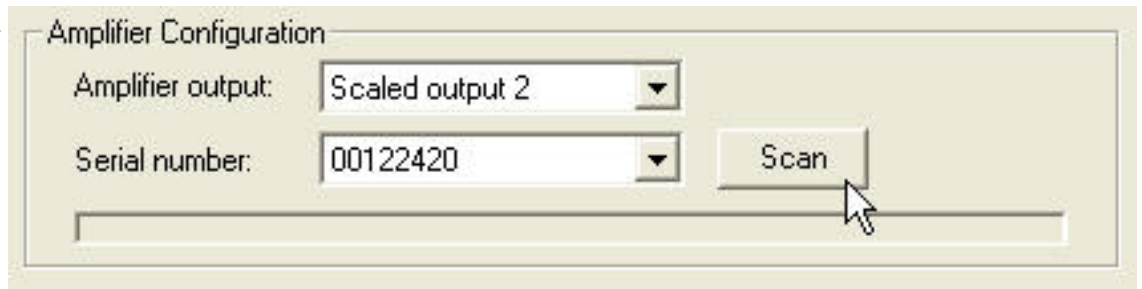 Amplifier Configuration
Amplifier output: Scaled output 2
Serial number: 00122420 Scan